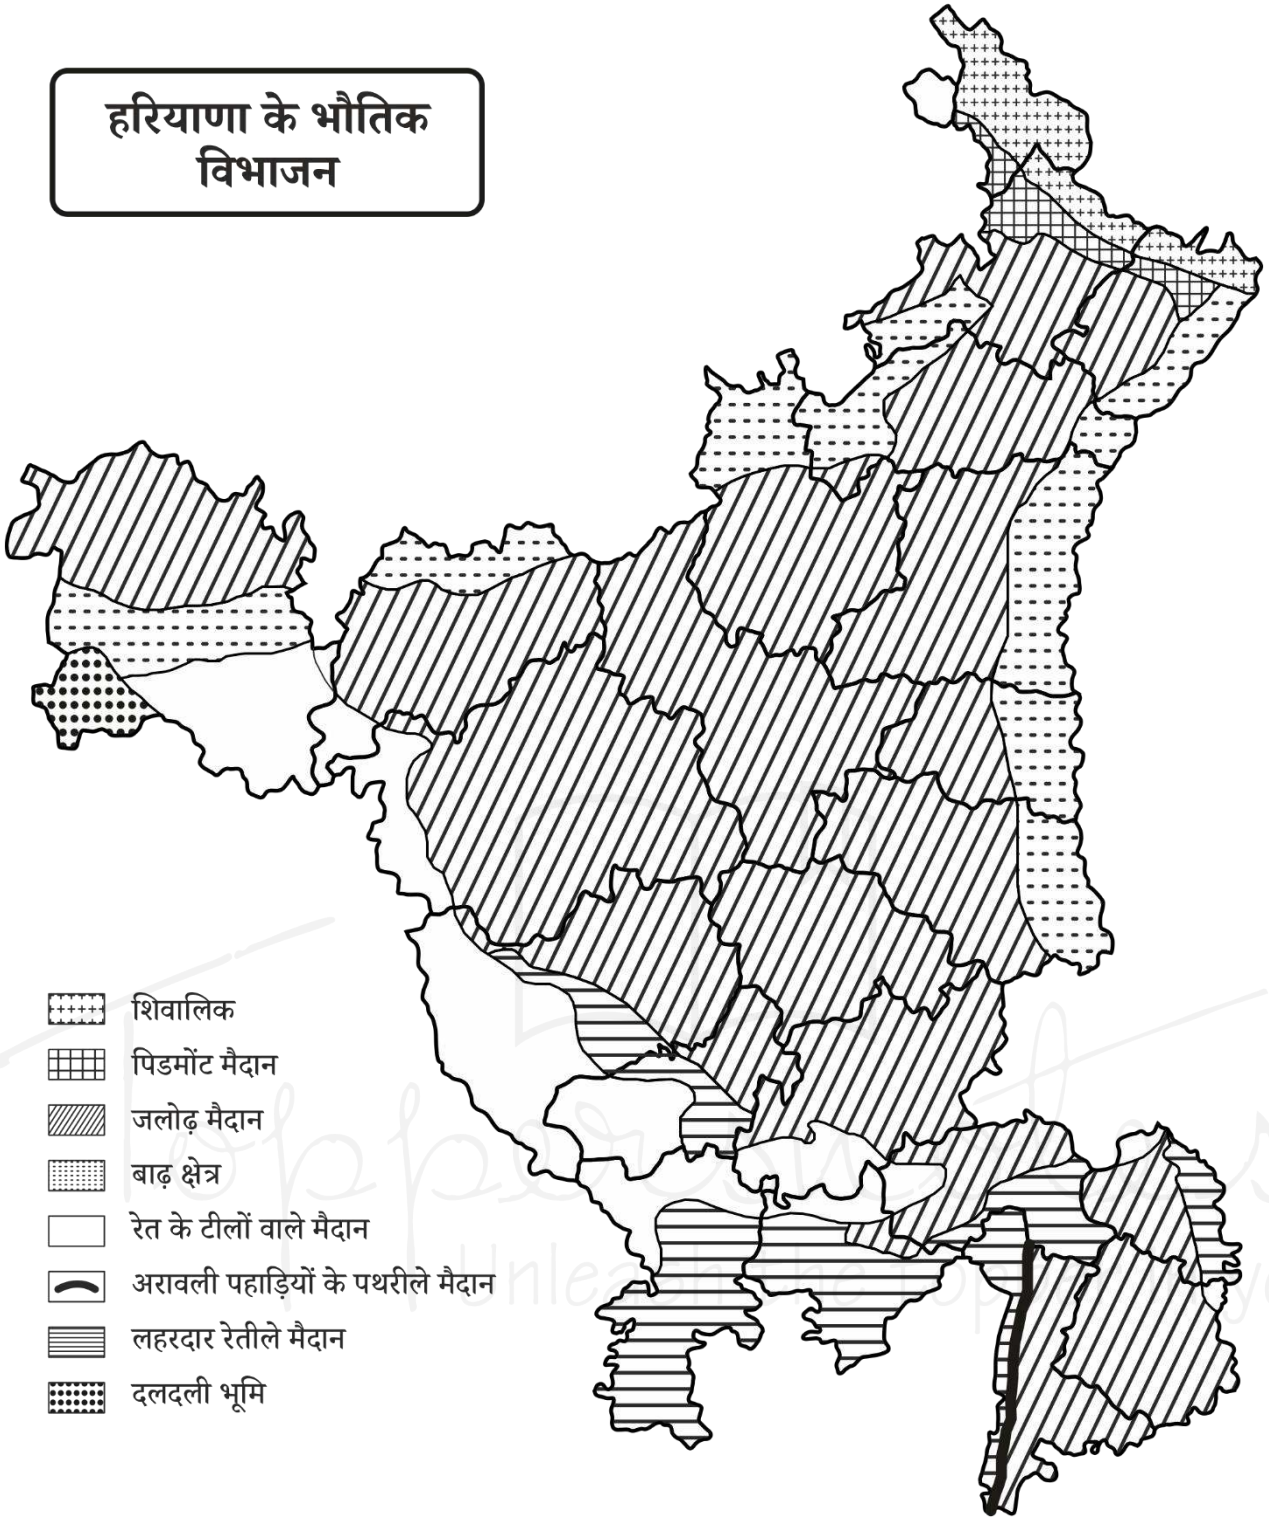 हरियाणा के भौतिक
विभाजन
शिवालिक
पिडमोंट मैदान
जलोढ़ मैदान
बाढ़ क्षेत्र
रेत के टीलों वाले मैदान
अरावली पहाड़ियों के पथरीले मैदान
लहरदार रेतीले मैदान
दलदली भूमि